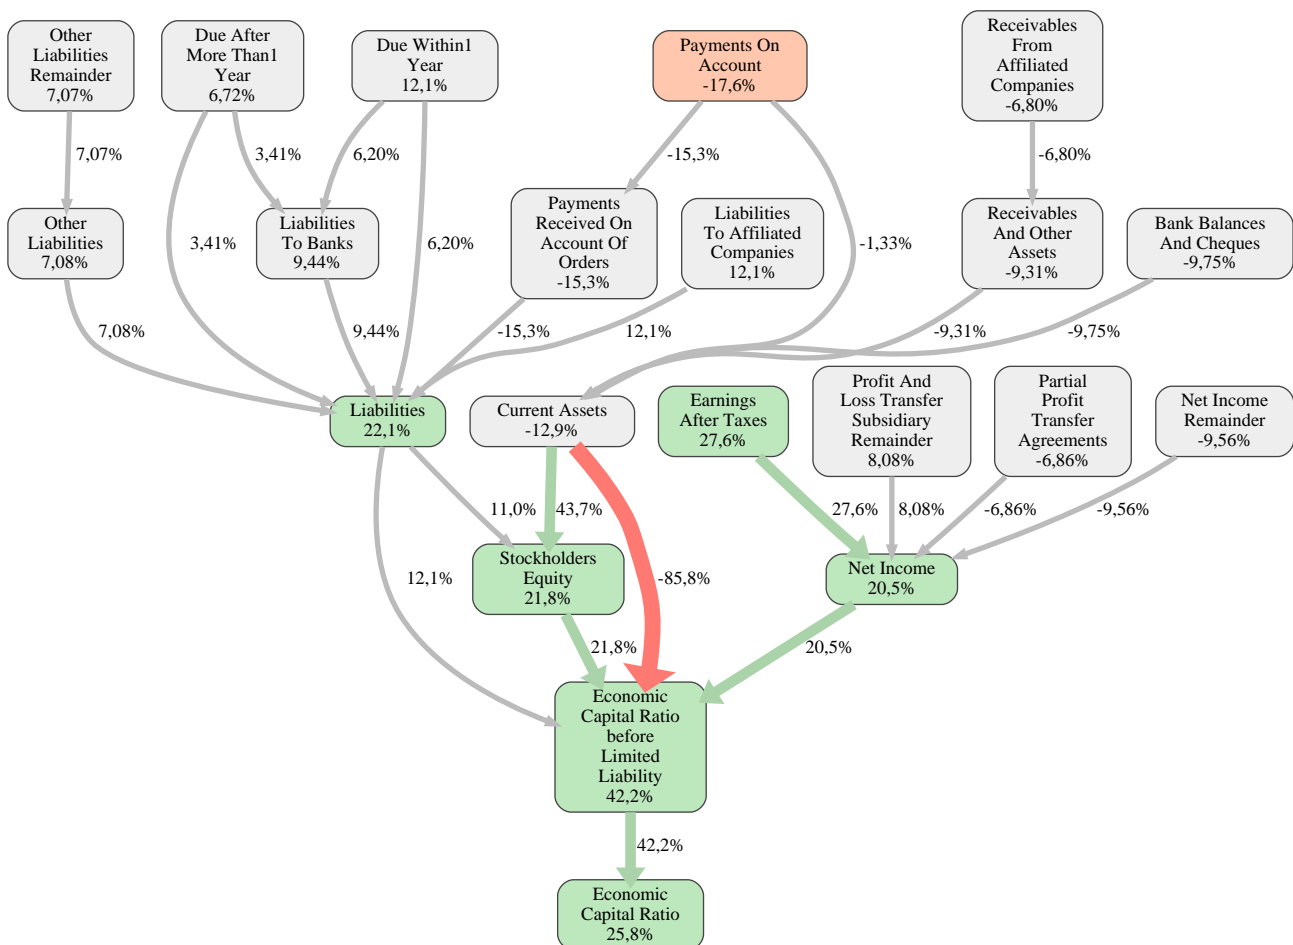 Other
Liabilities
Remainder
7,07%
Due After
More Than1
Year
6,72%
Due Within1
Year
12,1%
Payments On
Account
-17,6%
Receivables
From
Affiliated
Companies
-6,80%
7,07%
3,41%
6,20%
-15,3%
-6,80%
Other
Liabilities
7,08%
3,41%
Liabilities
To Banks
9,44%
6,20%
Payments
Received On
Account Of
Orders
-15,3%
Liabilities
To Affiliated
Companies
12,1%
-1,33%
Receivables
And Other
Assets
-9,31%
Bank Balances
And Cheques
-9,75%
7,08%
9,44%
-15,3%
12,1%
-9,31%
-9,75%
Liabilities
22,1%
Current Assets
-12,9%
Earnings
After Taxes
27,6%
Profit And
Loss Transfer
Subsidiary
Remainder
8,08%
Partial
Profit
Transfer
Agreements
-6,86%
Net Income
Remainder
-9,56%
11,0%
43,7%
27,6%
8,08%
-6,86%
-9,56%
12,1%
Stockholders
Equity
21,8%
-85,8%
Net Income
20,5%
21,8%
20,5%
Economic
Capital Ratio
before
Limited
Liability
42,2%
42,2%
Economic
Capital Ratio
25,8%